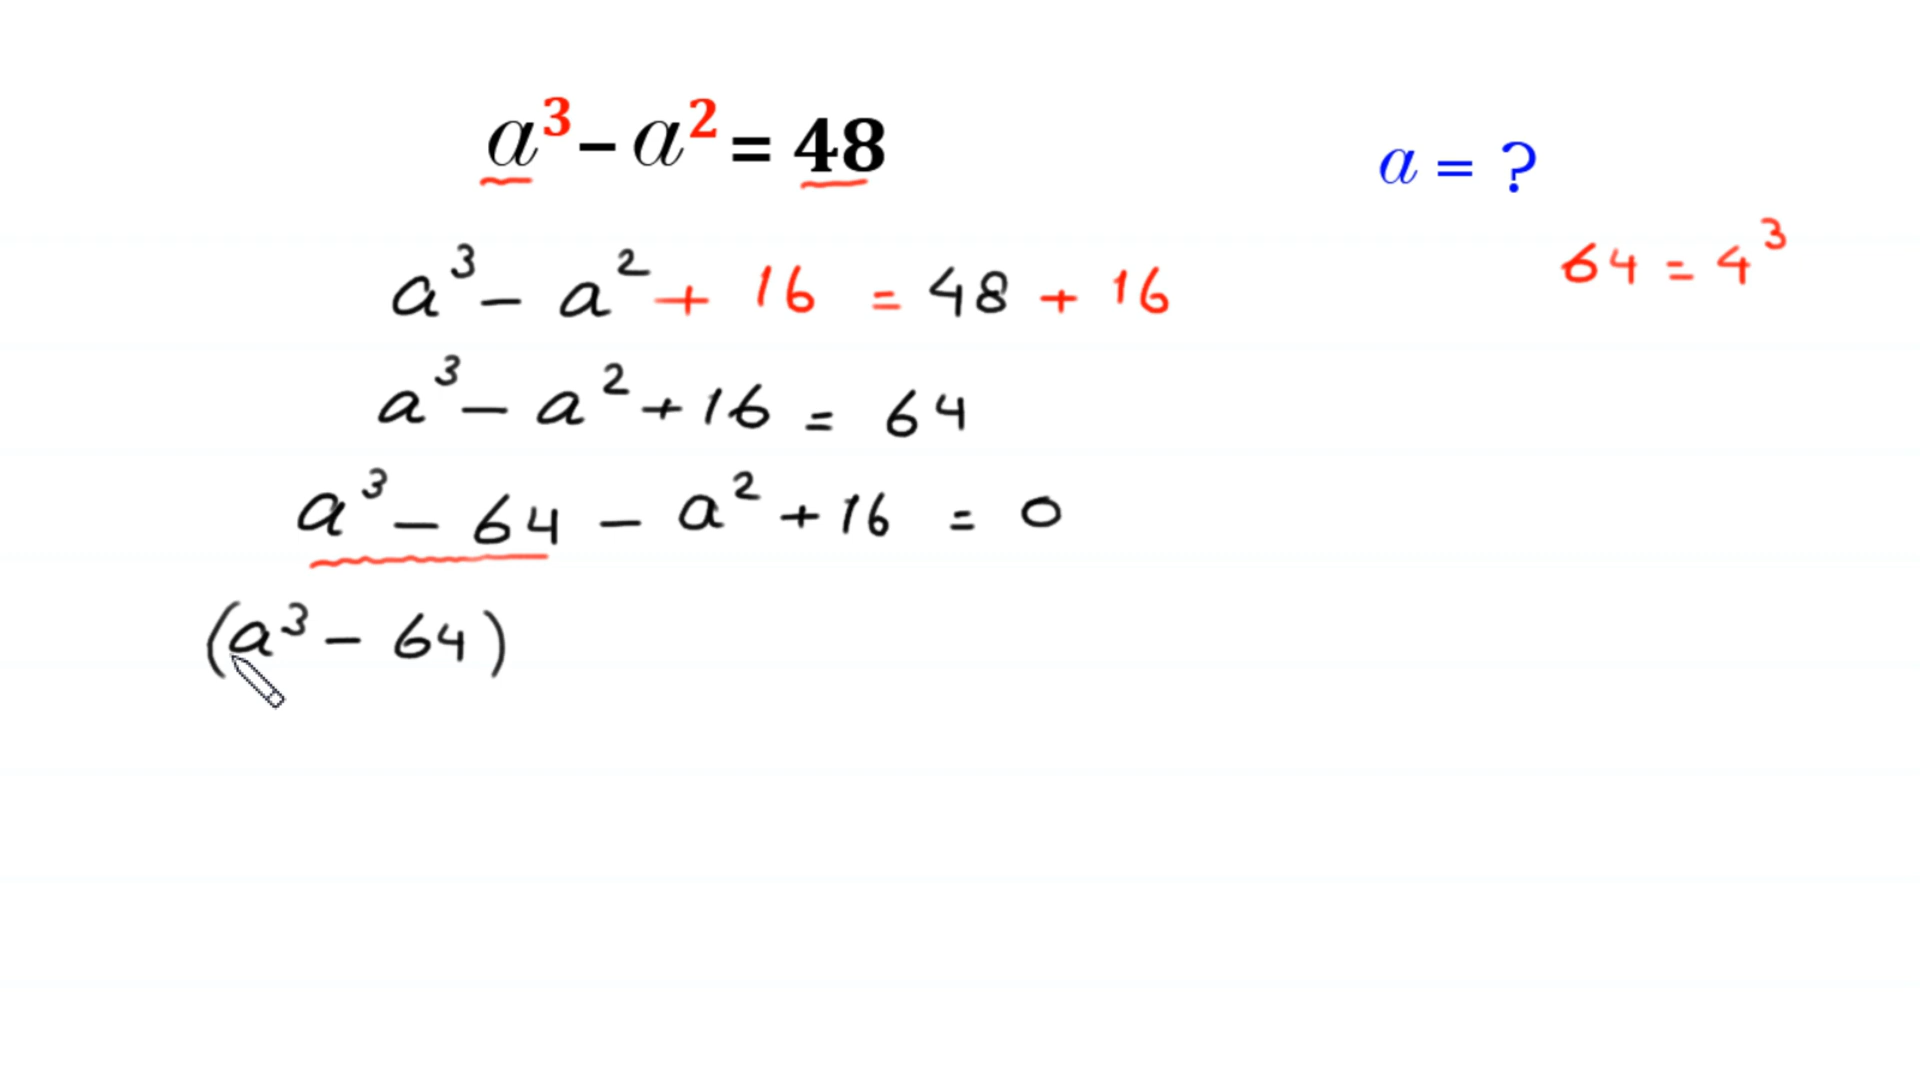 a³ – a² = 48
a = ?
64 = 4³
a³ – a² + 16 = 48 + 16
a³ – a² + 16 = 64
a³ – 64 – a² + 16 = 0
(a³ – 64)